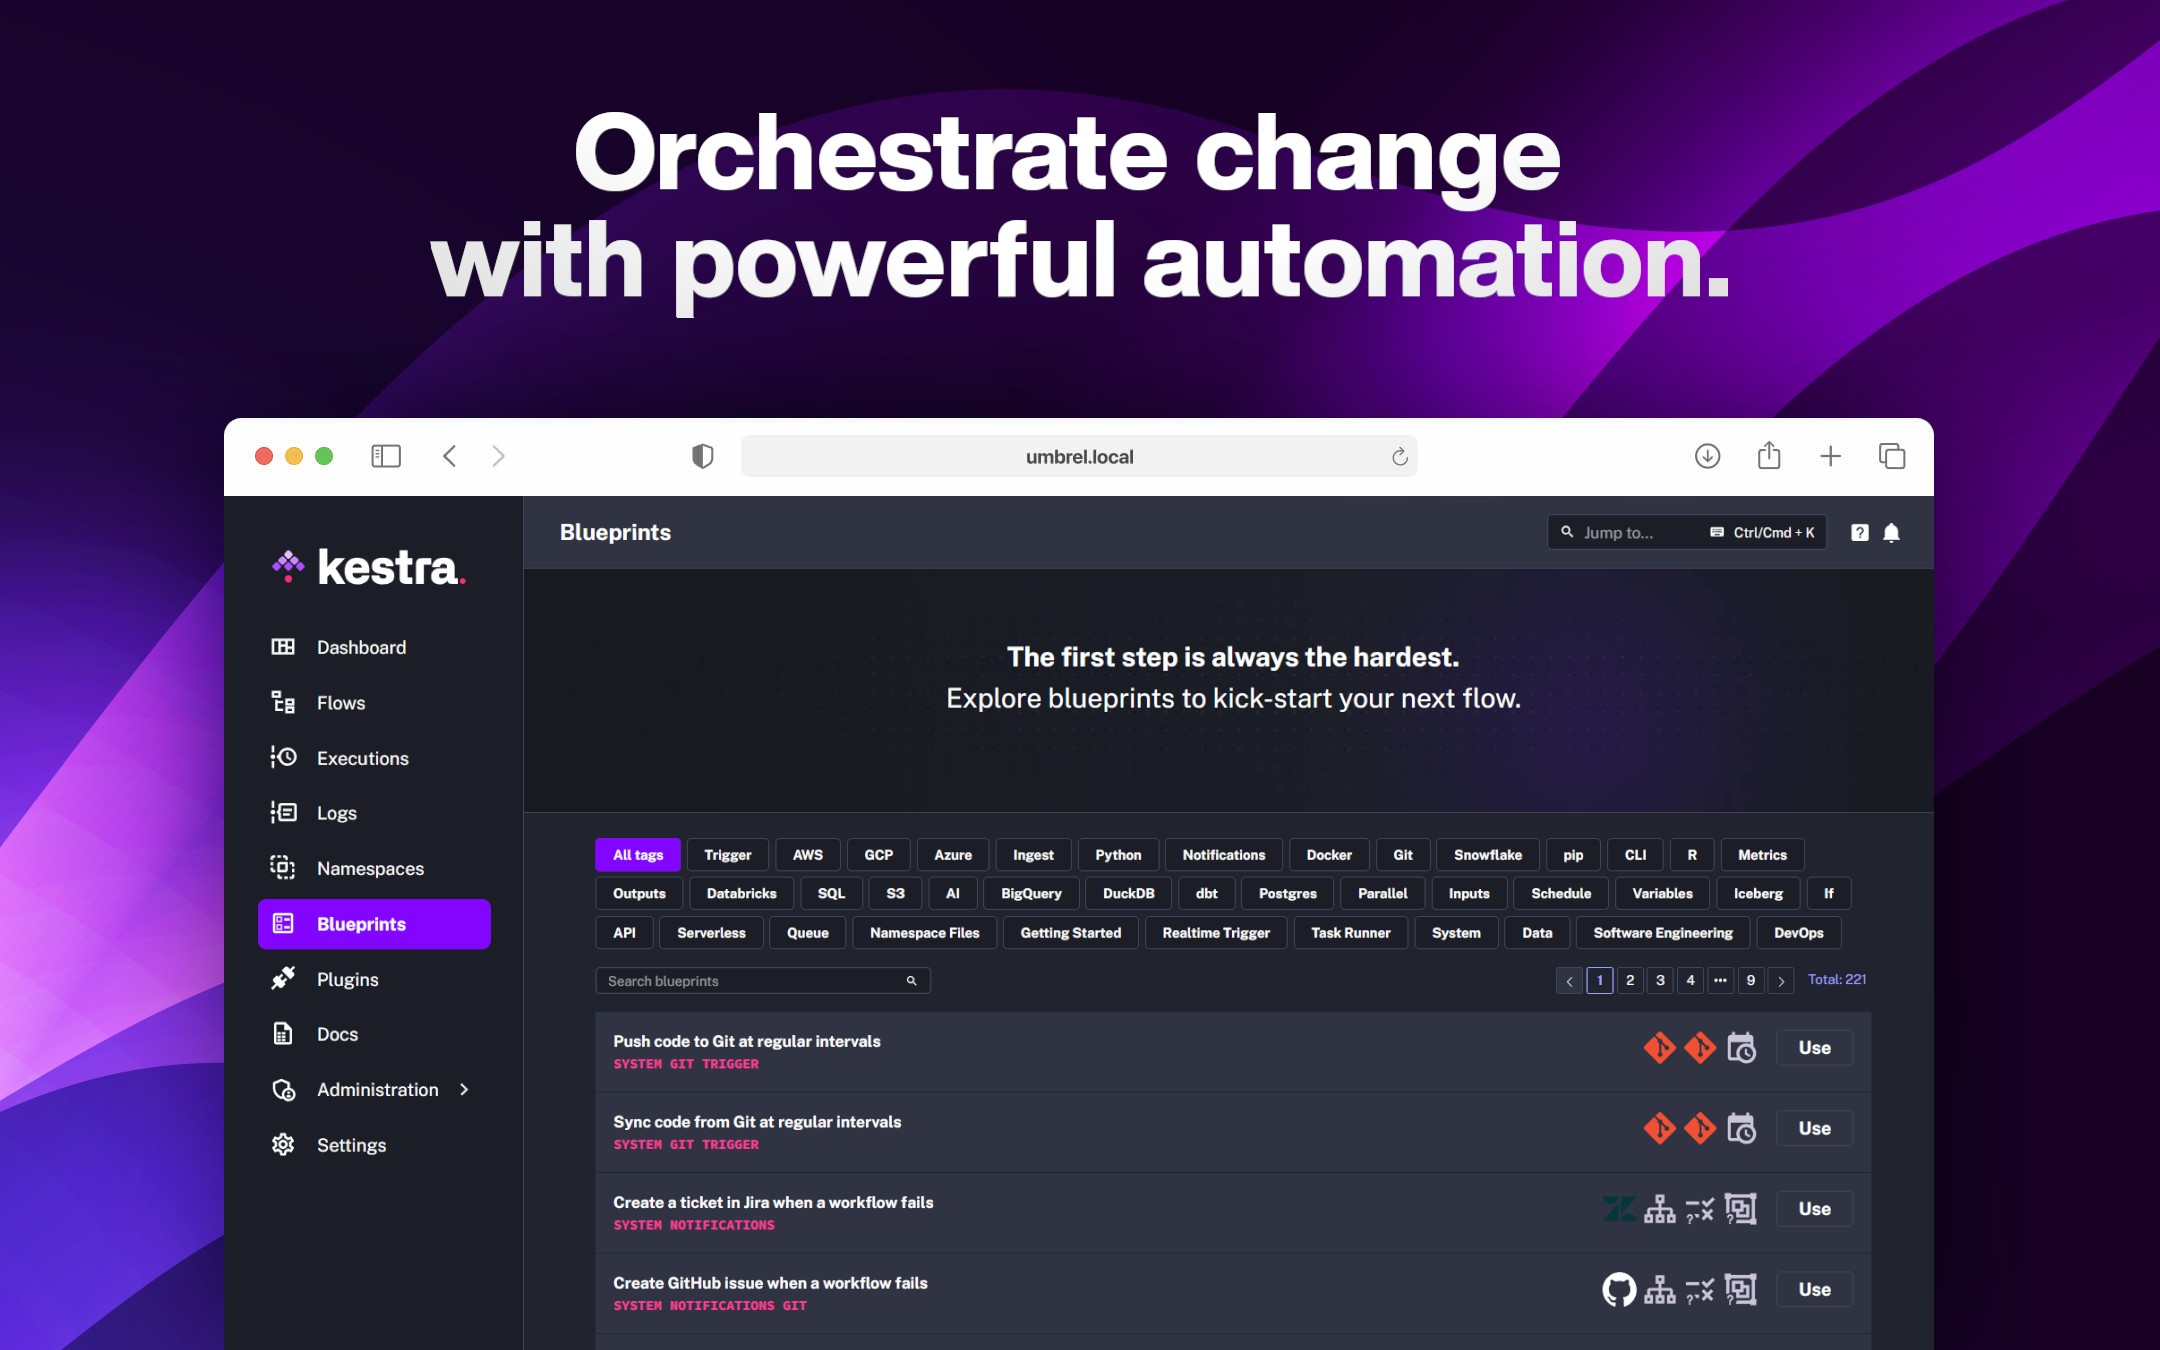 Orchestrate change
with powerful automation.
umbrel.local
kestra.
Dashboard
Flows
Executions
Logs
Namespaces
Blueprints
Plugins
Docs
Administration
Settings
Blueprints
Jump to...
Ctrl/Cmd + K
The first step is always the hardest.
Explore blueprints to kick-start your next flow.
All tags Trigger AWS GCP Azure Ingest Python Notifications Docker Git Snowflake pip CLI R Metrics
Outputs Databricks SQL S3 AI BigQuery DuckDB dbt Postgres Parallel Inputs Schedule Variables Iceberg If
API Serverless Queue Namespace Files Getting Started Realtime Trigger Task Runner System Data Software Engineering DevOps
Search blueprints
1 2 3 4 ••• 9 Total: 221
Push code to Git at regular intervals
SYSTEM GIT TRIGGER
Use
Sync code from Git at regular intervals
SYSTEM GIT TRIGGER
Use
Create a ticket in Jira when a workflow fails
SYSTEM NOTIFICATIONS
Use
Create GitHub issue when a workflow fails
SYSTEM NOTIFICATIONS GIT
Use